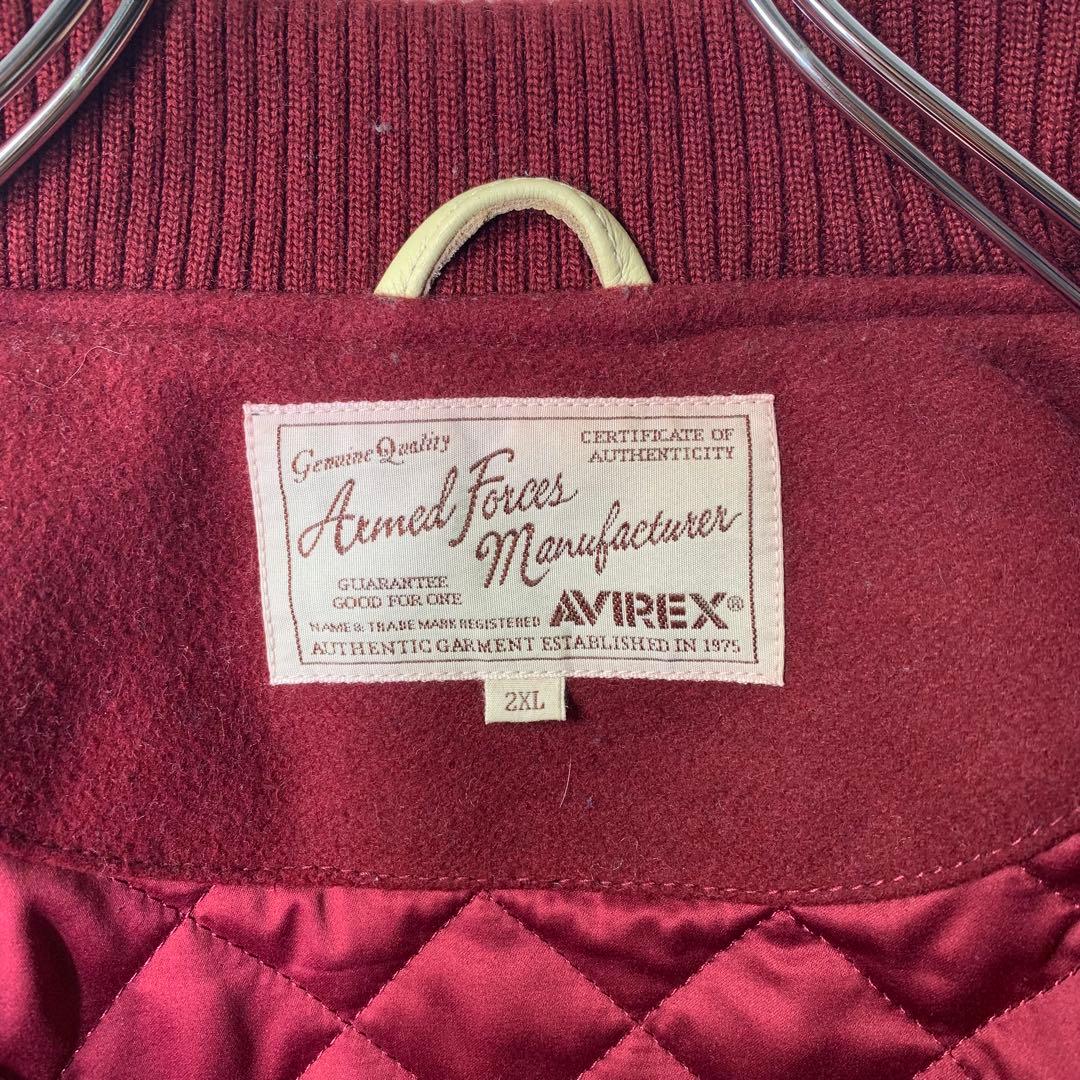 Genuine Quality
CERTIFICATE OF
AUTHENTICITY
Armed Forces
Manufacturer
GUARANTEE
GOOD FOR ONE
NAME & TRADE MARK REGISTERED
AVIREX®
AUTHENTIC GARMENT ESTABLISHED IN 1975
2XL